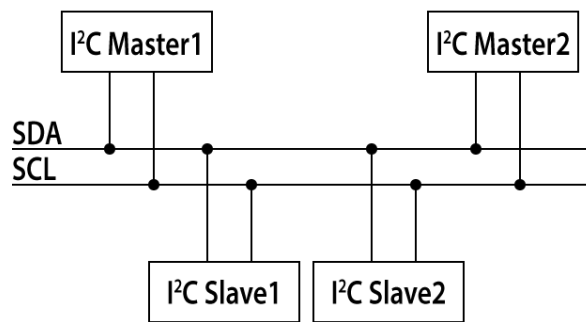 I²C Master1
I²C Master2
SDA
SCL
I²C Slave1
I²C Slave2